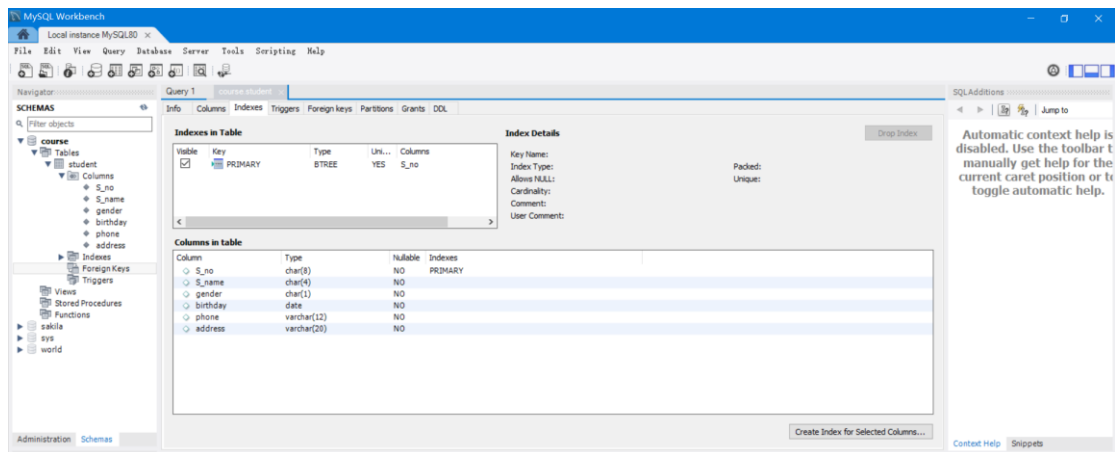 MySQL Workbench
Local instance MySQL80
File Edit View Query Database Server Tools Scripting Help
Navigator
SCHEMAS
Filter objects
course
Tables
student
Columns
S_no
S_name
gender
birthday
phone
address
Indexes
Foreign Keys
Triggers
Views
Stored Procedures
Functions
sakila
sys
world
Administration Schemas
Query 1 course.student
Info Columns Indexes Triggers Foreign keys Partitions Grants DDL
Indexes in Table
Visible Key Type Uni... Columns
PRIMARY BTREE YES S_no
Index Details
Drop Index
Key Name:
Index Type: Packed:
Allows NULL: Unique:
Cardinality:
Comment:
User Comment:
Columns in table
Column Type Nullable Indexes
S_no char(8) NO PRIMARY
S_name char(4) NO
gender char(1) NO
birthday date NO
phone varchar(12) NO
address varchar(20) NO
Create Index for Selected Columns...
SQLAdditions
Jump to
Automatic context help is
disabled. Use the toolbar t
manually get help for the
current caret position or t
toggle automatic help.
Context Help Snippets